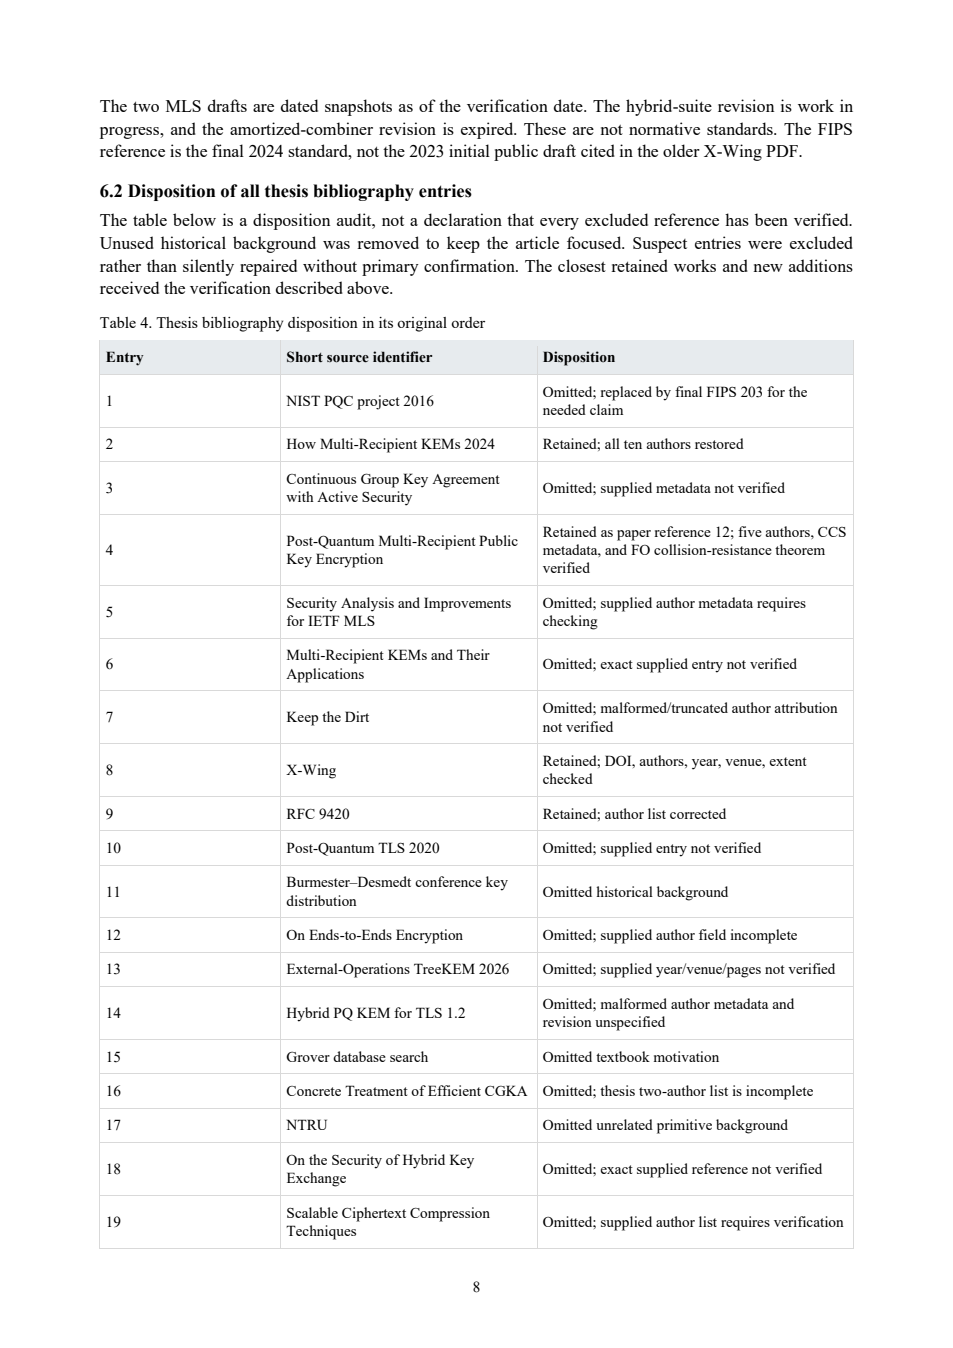 The two MLS drafts are dated snapshots as of the verification date. The hybrid-suite revision is work in
progress, and the amortized-combiner revision is expired. These are not normative standards. The FIPS
reference is the final 2024 standard, not the 2023 initial public draft cited in the older X-Wing PDF.
6.2 Disposition of all thesis bibliography entries
The table below is a disposition audit, not a declaration that every excluded reference has been verified.
Unused historical background was removed to keep the article focused. Suspect entries were excluded
rather than silently repaired without primary confirmation. The closest retained works and new additions
received the verification described above.
Table 4. Thesis bibliography disposition in its original order
Entry Short source identifier Disposition
1 NIST PQC project 2016 Omitted; replaced by final FIPS 203 for the
needed claim
2 How Multi-Recipient KEMs 2024 Retained; all ten authors restored
3 Continuous Group Key Agreement
with Active Security Omitted; supplied metadata not verified
4 Post-Quantum Multi-Recipient Public
Key Encryption Retained as paper reference 12; five authors, CCS
metadata, and FO collision-resistance theorem
verified
5 Security Analysis and Improvements
for IETF MLS Omitted; supplied author metadata requires
checking
6 Multi-Recipient KEMs and Their
Applications Omitted; exact supplied entry not verified
7 Keep the Dirt Omitted; malformed/truncated author attribution
not verified
8 X-Wing Retained; DOI, authors, year, venue, extent
checked
9 RFC 9420 Retained; author list corrected
10 Post-Quantum TLS 2020 Omitted; supplied entry not verified
11 Burmester–Desmedt conference key
distribution Omitted historical background
12 On Ends-to-Ends Encryption Omitted; supplied author field incomplete
13 External-Operations TreeKEM 2026 Omitted; supplied year/venue/pages not verified
14 Hybrid PQ KEM for TLS 1.2 Omitted; malformed author metadata and
revision unspecified
15 Grover database search Omitted textbook motivation
16 Concrete Treatment of Efficient CGKA Omitted; thesis two-author list is incomplete
17 NTRU Omitted unrelated primitive background
18 On the Security of Hybrid Key
Exchange Omitted; exact supplied reference not verified
19 Scalable Ciphertext Compression
Techniques Omitted; supplied author list requires verification
8